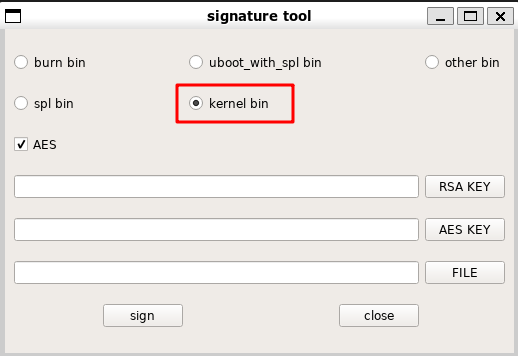 signature tool
burn bin uboot_with_spl bin other bin
spl bin kernel bin
AES
RSA KEY
AES KEY
FILE
sign close